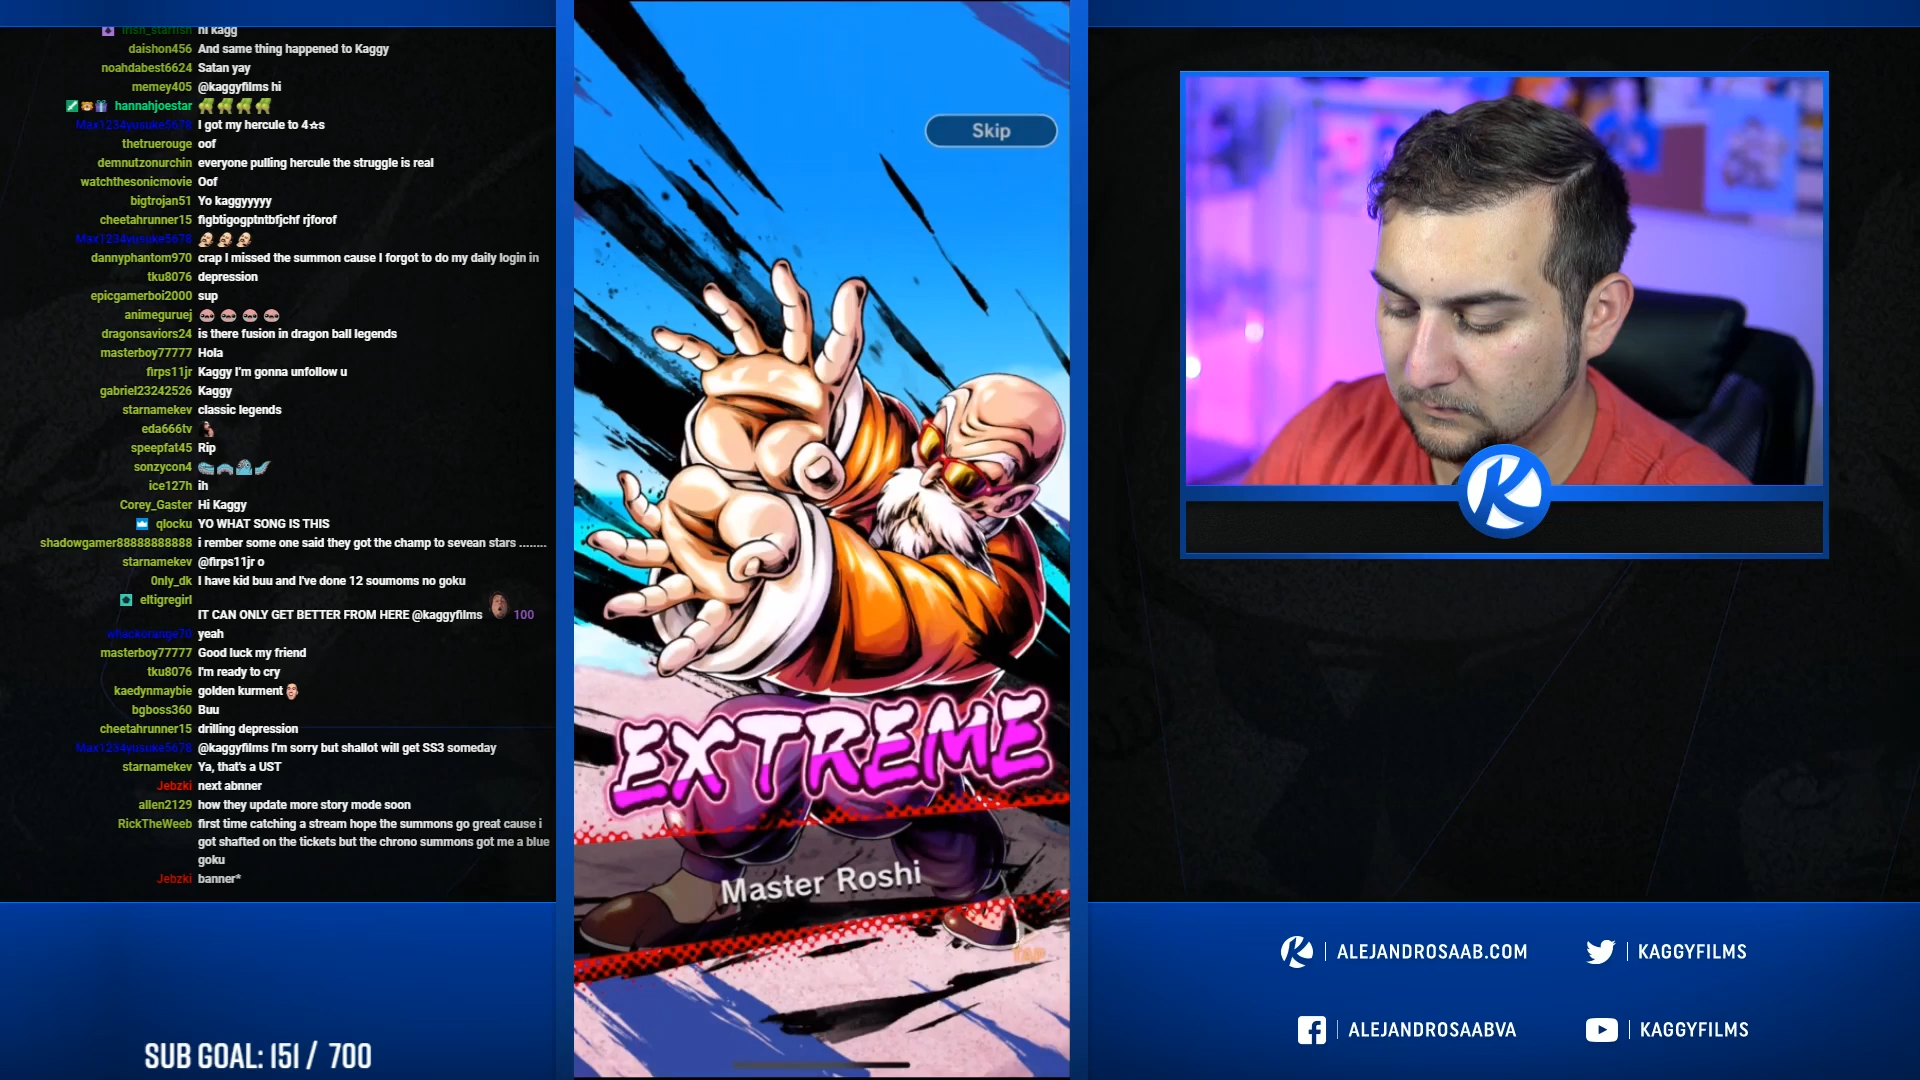 irish_starfish hi kagg
daishon456 And same thing happened to Kaggy
noahdabest6624 Satan yay
memey405 @kaggyfilms hi
hannahjoestar
Max1234yusuke5678 I got my hercule to 4☆s
thetruerouge oof
demnutzonurchin everyone pulling hercule the struggle is real
watchthesonicmovie Oof
bigtrojan51 Yo kaggyyyyy
cheetahrunner15 figbtigogptntbfjchf rjforof
Max1234yusuke5678
dannyphantom970 crap I missed the summon cause I forgot to do my daily login in
tku8076 depression
epicgamerboi2000 sup
animeguruej
dragonsaviors24 is there fusion in dragon ball legends
masterboy77777 Hola
firps11jr Kaggy I'm gonna unfollow u
gabriel23242526 Kaggy
starnamekev classic legends
eda666tv
speepfat45 Rip
sonzycon4
ice127h ih
Corey_Gaster Hi Kaggy
qlocku YO WHAT SONG IS THIS
shadowgamer88888888888 i rember some one said they got the champ to sevean stars ........
starnamekev @firps11jr o
0nly_dk I have kid buu and I've done 12 soumoms no goku
eltigregirl
IT CAN ONLY GET BETTER FROM HERE @kaggyfilms 100
whackorange70 yeah
masterboy77777 Good luck my friend
tku8076 I'm ready to cry
kaedynmaybie golden kurment
bgboss360 Buu
cheetahrunner15 drilling depression
Max1234yusuke5678 @kaggyfilms I'm sorry but shallot will get SS3 someday
starnamekev Ya, that's a UST
Jebzki next abnner
allen2129 how they update more story mode soon
RickTheWeeb first time catching a stream hope the summons go great cause i
got shafted on the tickets but the chrono summons got me a blue
goku
Jebzki banner*
SUB GOAL: 151 / 700
Skip
EXTREME
Master Roshi
TAP
K
K | ALEJANDROSAAB.COM
| KAGGYFILMS
| ALEJANDROSAABVA
| KAGGYFILMS